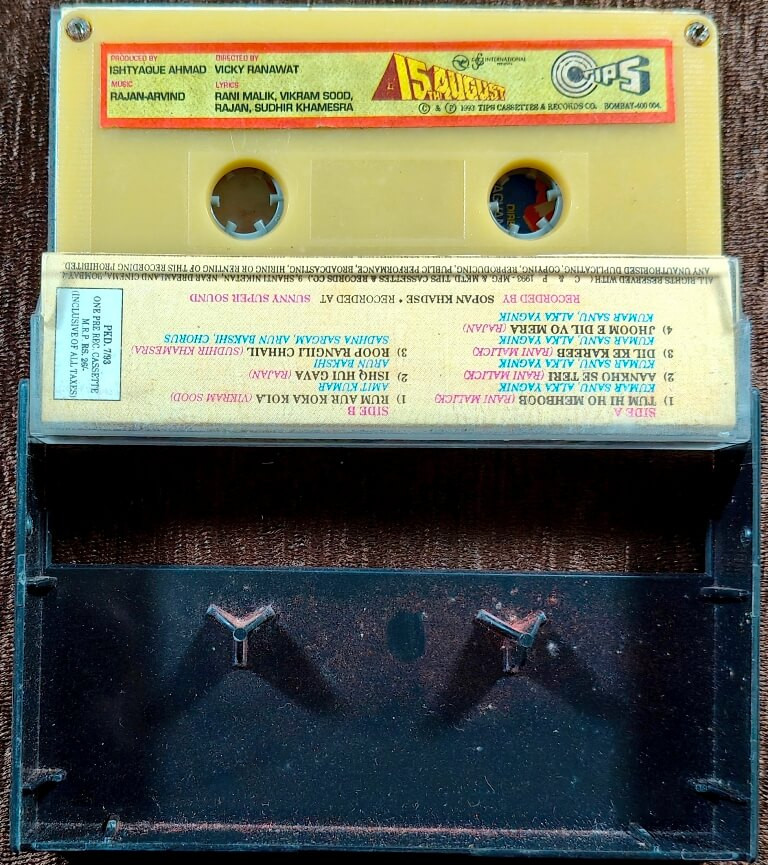 PRODUCED BY
ISHTYAQUE AHMAD
MUSIC
RAJAN-ARVIND
DIRECTED BY
VICKY RANAWAT
LYRICS
RANI MALIK, VIKRAM SOOD,
RAJAN, SUDHIR KHAMESRA
INTERNATIONAL
15TH AUGUST
TIPS
© & ℗ 1993 TIPS CASSETTES & RECORDS CO. BOMBAY-400 004.
SIDE A
1) TUM HI HO MEHBOOB (RANI MALICK)
KUMAR SANU, ALKA YAGNIK
2) AANKHO SE TERI (RANI MALICK)
KUMAR SANU, ALKA YAGNIK
3) DIL KE KAREEB (RANI MALICK)
KUMAR SANU, ALKA YAGNIK
4) JHOOM E DIL VO MERA (RAJAN)
KUMAR SANU, ALKA YAGNIK
SIDE B
1) RUM AUR KOKA KOLA (VIKRAM SOOD)
AMIT KUMAR
2) ISHQ HUI GAVA (RAJAN)
ARUN BAKSHI
3) ROOP RANGILI CHHAIL (SUDHIR KHAMESRA)
SADHNA SARGAM, ARUN BAKSHI, CHORUS
RECORDED BY SOPAN KHADSE * RECORDED AT SUNNY SUPER SOUND
ANY UNAUTHORISED DUPLICATING, COPYING, REPRODUCING, PUBLIC PERFORMANCE, BROADCASTING, HIRING OR RENTING OF THIS RECORDING PROHIBITED
ALL RIGHTS RESERVED WITH C & P 1993 - MFG & MKTD TIPS CASSETTES & RECORDS CO. 9, SHANTI NIKETAN, NEAR IMPERIAL CINEMA, BOMBAY-4
PKD. 7/93
ONE PRE REC. CASSETTE
M R P RS. 26/-
(INCLUSIVE OF ALL TAXES)